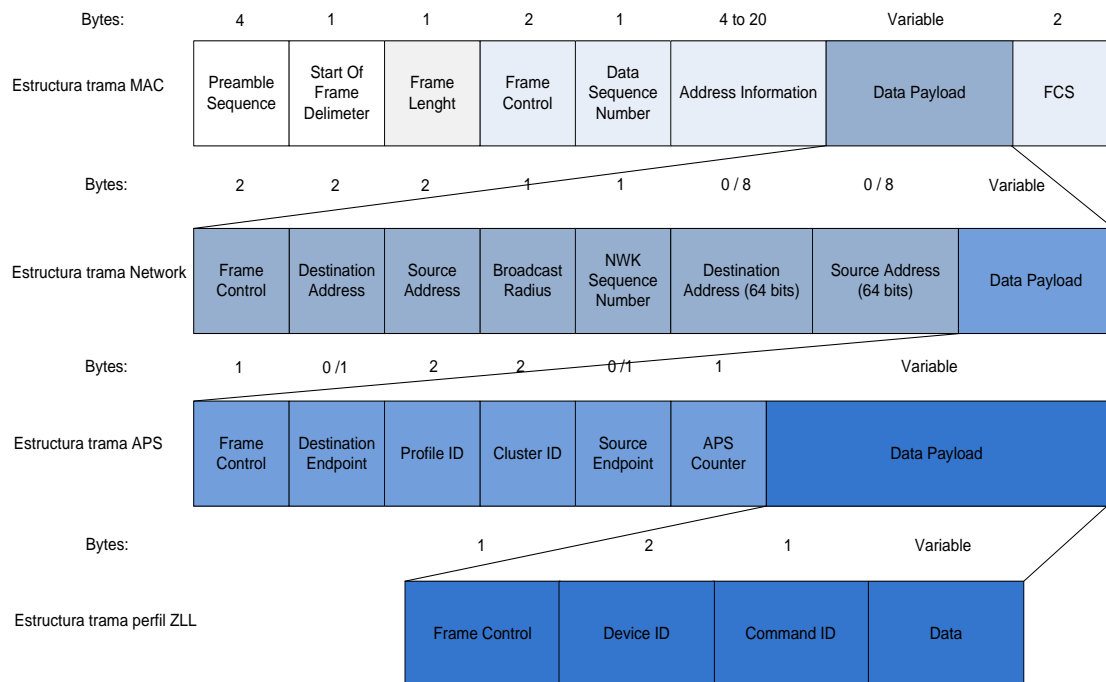 Bytes: 4 1 1 2 1 4 to 20 Variable 2
Estructura trama MAC
Preamble
Sequence
Start Of
Frame
Delimeter
Frame
Lenght
Frame
Control
Data
Sequence
Number
Address Information
Data Payload
FCS
Bytes: 2 2 2 1 1 0 / 8 0 / 8 Variable
Estructura trama Network
Frame
Control
Destination
Address
Source
Address
Broadcast
Radius
NWK
Sequence
Number
Destination
Address (64 bits)
Source Address
(64 bits)
Data Payload
Bytes: 1 0 /1 2 2 0 /1 1 Variable
Estructura trama APS
Frame
Control
Destination
Endpoint
Profile ID
Cluster ID
Source
Endpoint
APS
Counter
Data Payload
Bytes: 1 2 1 Variable
Estructura trama perfil ZLL
Frame Control
Device ID
Command ID
Data